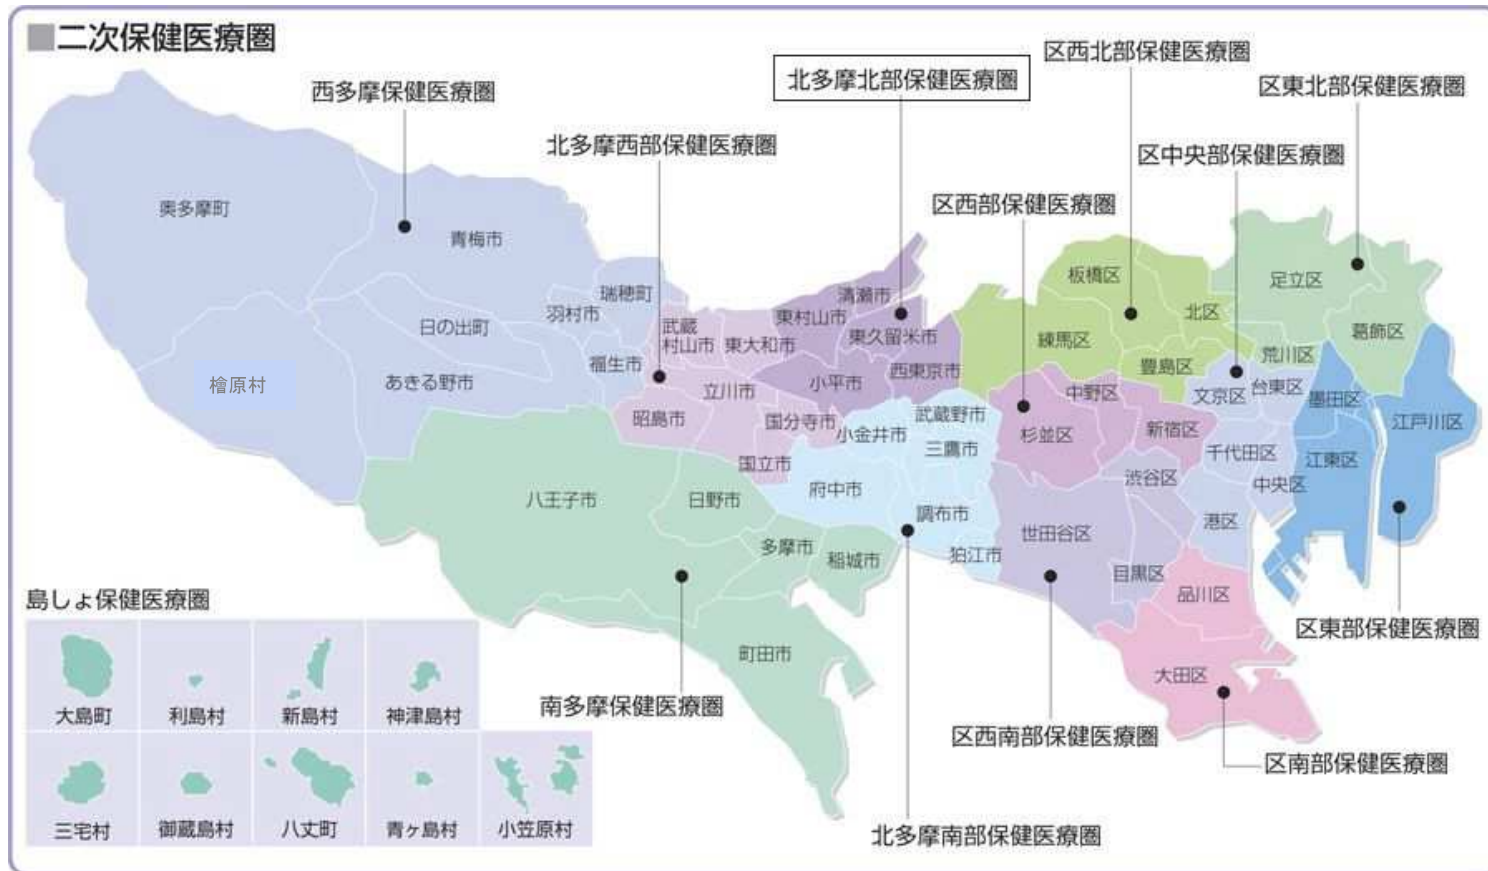 ■二次保健医療圏
区西北部保健医療圏
北多摩北部保健医療圏
区東北部保健医療圏
西多摩保健医療圏
北多摩西部保健医療圏
区中央部保健医療圏
区西部保健医療圏
奥多摩町
青梅市
瑞穂町
羽村市
日の出町
福生市
あきる野市
檜原村
武蔵
村山市
東大和市
立川市
昭島市
国分寺市
国立市
東村山市
清瀬市
東久留米市
小平市
西東京市
小金井市
武蔵野市
三鷹市
府中市
調布市
狛江市
八王子市
日野市
多摩市
稲城市
町田市
板橋区
北区
練馬区
豊島区
中野区
杉並区
新宿区
足立区
葛飾区
荒川区
文京区
台東区
千代田区
中央区
港区
墨田区
江東区
江戸川区
渋谷区
世田谷区
目黒区
品川区
大田区
区東部保健医療圏
南多摩保健医療圏
区西南部保健医療圏
区南部保健医療圏
北多摩南部保健医療圏
島しょ保健医療圏
大島町
利島村
新島村
神津島村
三宅村
御蔵島村
八丈町
青ヶ島村
小笠原村